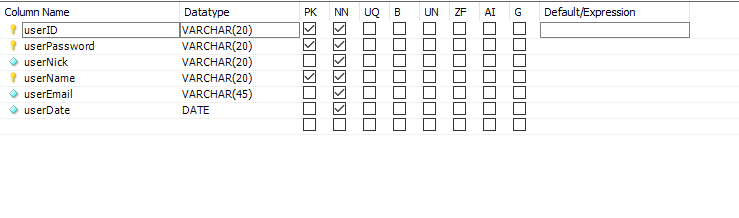 Column Name Datatype PK NN UQ B UN ZF AI G Default/Expression
userID VARCHAR(20)
userPassword VARCHAR(20)
userNick VARCHAR(20)
userName VARCHAR(20)
userEmail VARCHAR(45)
userDate DATE